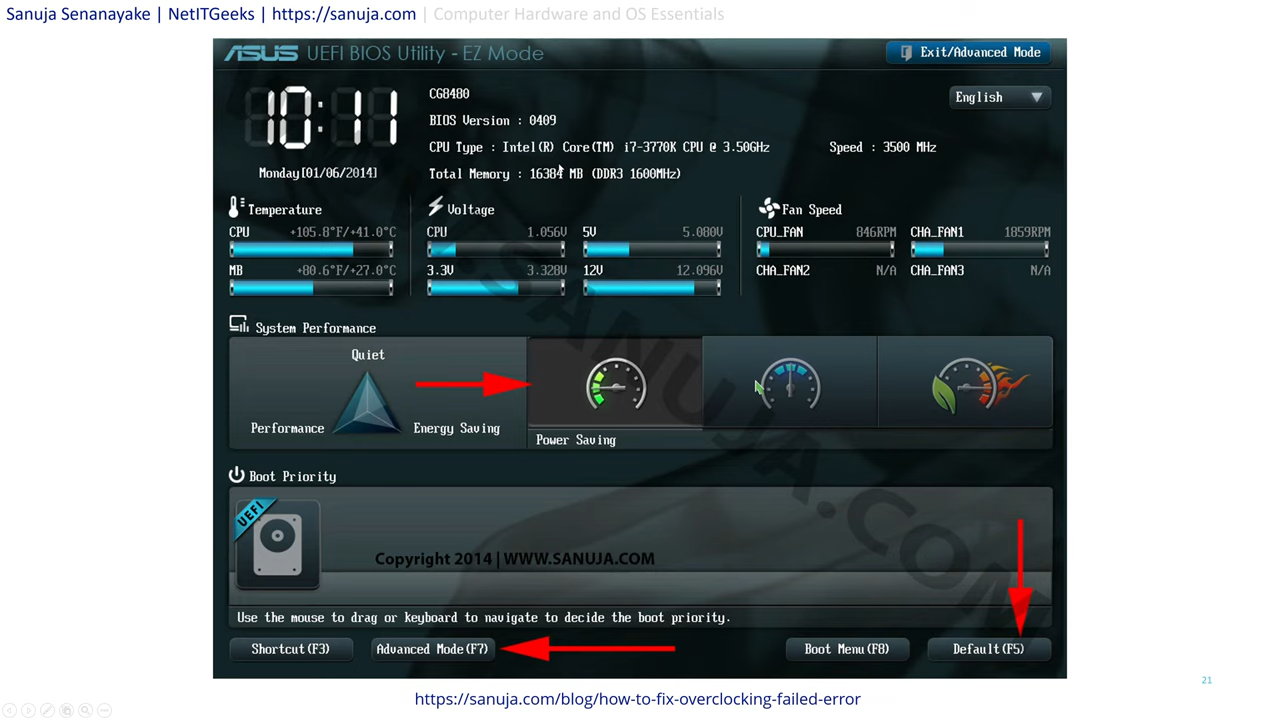 Sanuja Senanayake | NetITGeeks | https://sanuja.com | Computer Hardware and OS Essentials
ASUS UEFI BIOS Utility - EZ Mode
Exit/Advanced Mode
10:11
Monday[01/06/2014]
CG8480
BIOS Version : 0409
CPU Type : Intel(R) Core(TM) i7-3770K CPU @ 3.50GHz
Speed : 3500 MHz
Total Memory : 16384 MB (DDR3 1600MHz)
English
Temperature
CPU +105.8°F/+41.0°C
MB +80.6°F/+27.0°C
Voltage
CPU 1.056V 5V 5.080V
3.3V 3.328V 12V 12.096V
Fan Speed
CPU_FAN 846RPM CHA_FAN1 1859RPM
CHA_FAN2 N/A CHA_FAN3 N/A
System Performance
Quiet
Performance Energy Saving
Power Saving
Boot Priority
UEFI
Copyright 2014 | WWW.SANUJA.COM
Use the mouse to drag or keyboard to navigate to decide the boot priority.
Shortcut(F3) Advanced Mode(F7) Boot Menu(F8) Default(F5)
https://sanuja.com/blog/how-to-fix-overclocking-failed-error
21